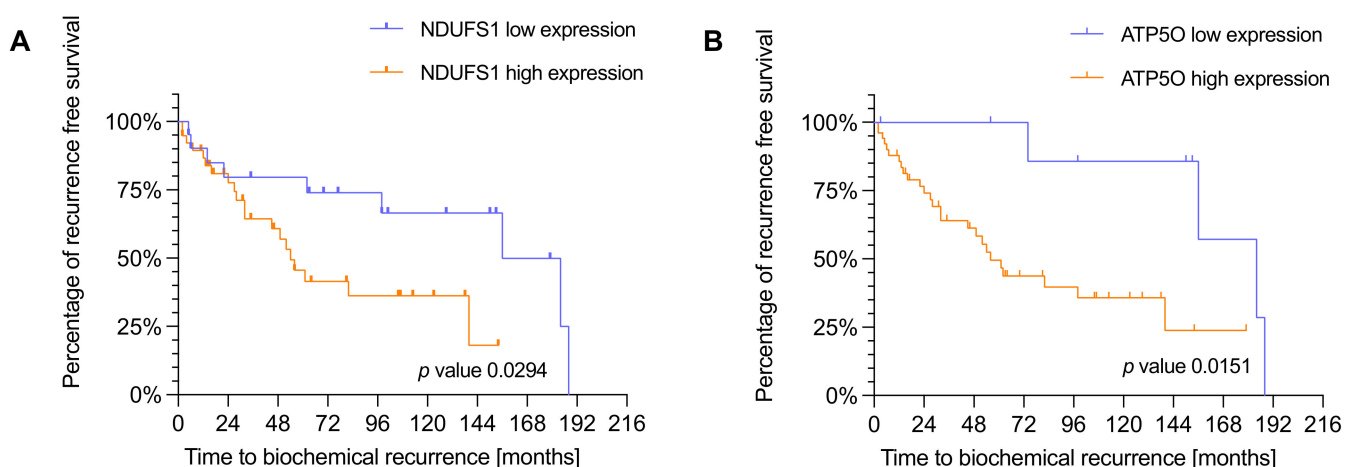 A
NDUFS1 low expression
NDUFS1 high expression
Percentage of recurrence free survival
100%
75%
50%
25%
0%
p value 0.0294
0 24 48 72 96 120 144 168 192 216
Time to biochemical recurrence [months]
B
ATP5O low expression
ATP5O high expression
Percentage of recurrence free survival
100%
75%
50%
25%
0%
p value 0.0151
0 24 48 72 96 120 144 168 192 216
Time to biochemical recurrence [months]